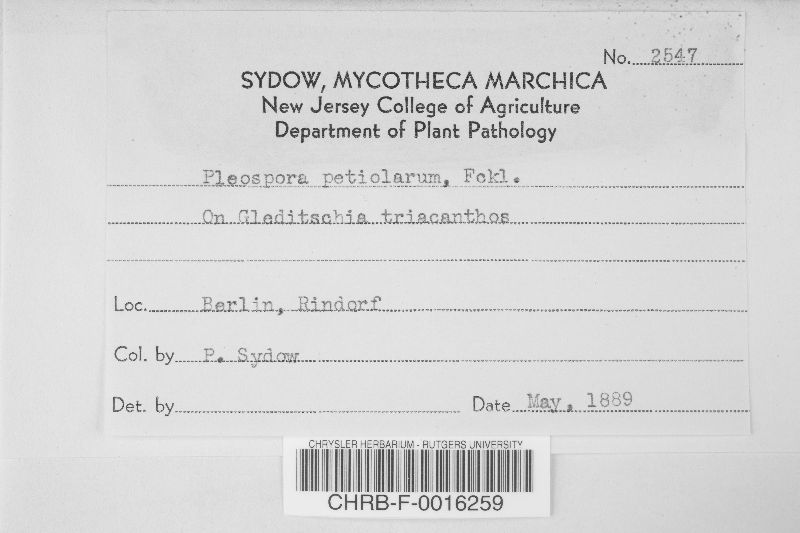 No. 2547
SYDOW, MYCOTHECA MARCHICA
New Jersey College of Agriculture
Department of Plant Pathology
Pleospora petiolarum, Fckl.
On Gleditschia triacanthos
Loc. Berlin, Rindorf
Col. by P. Sydow
Det. by Date May, 1889
CHRYSLER HERBARIUM - RUTGERS UNIVERSITY
CHRB-F-0016259